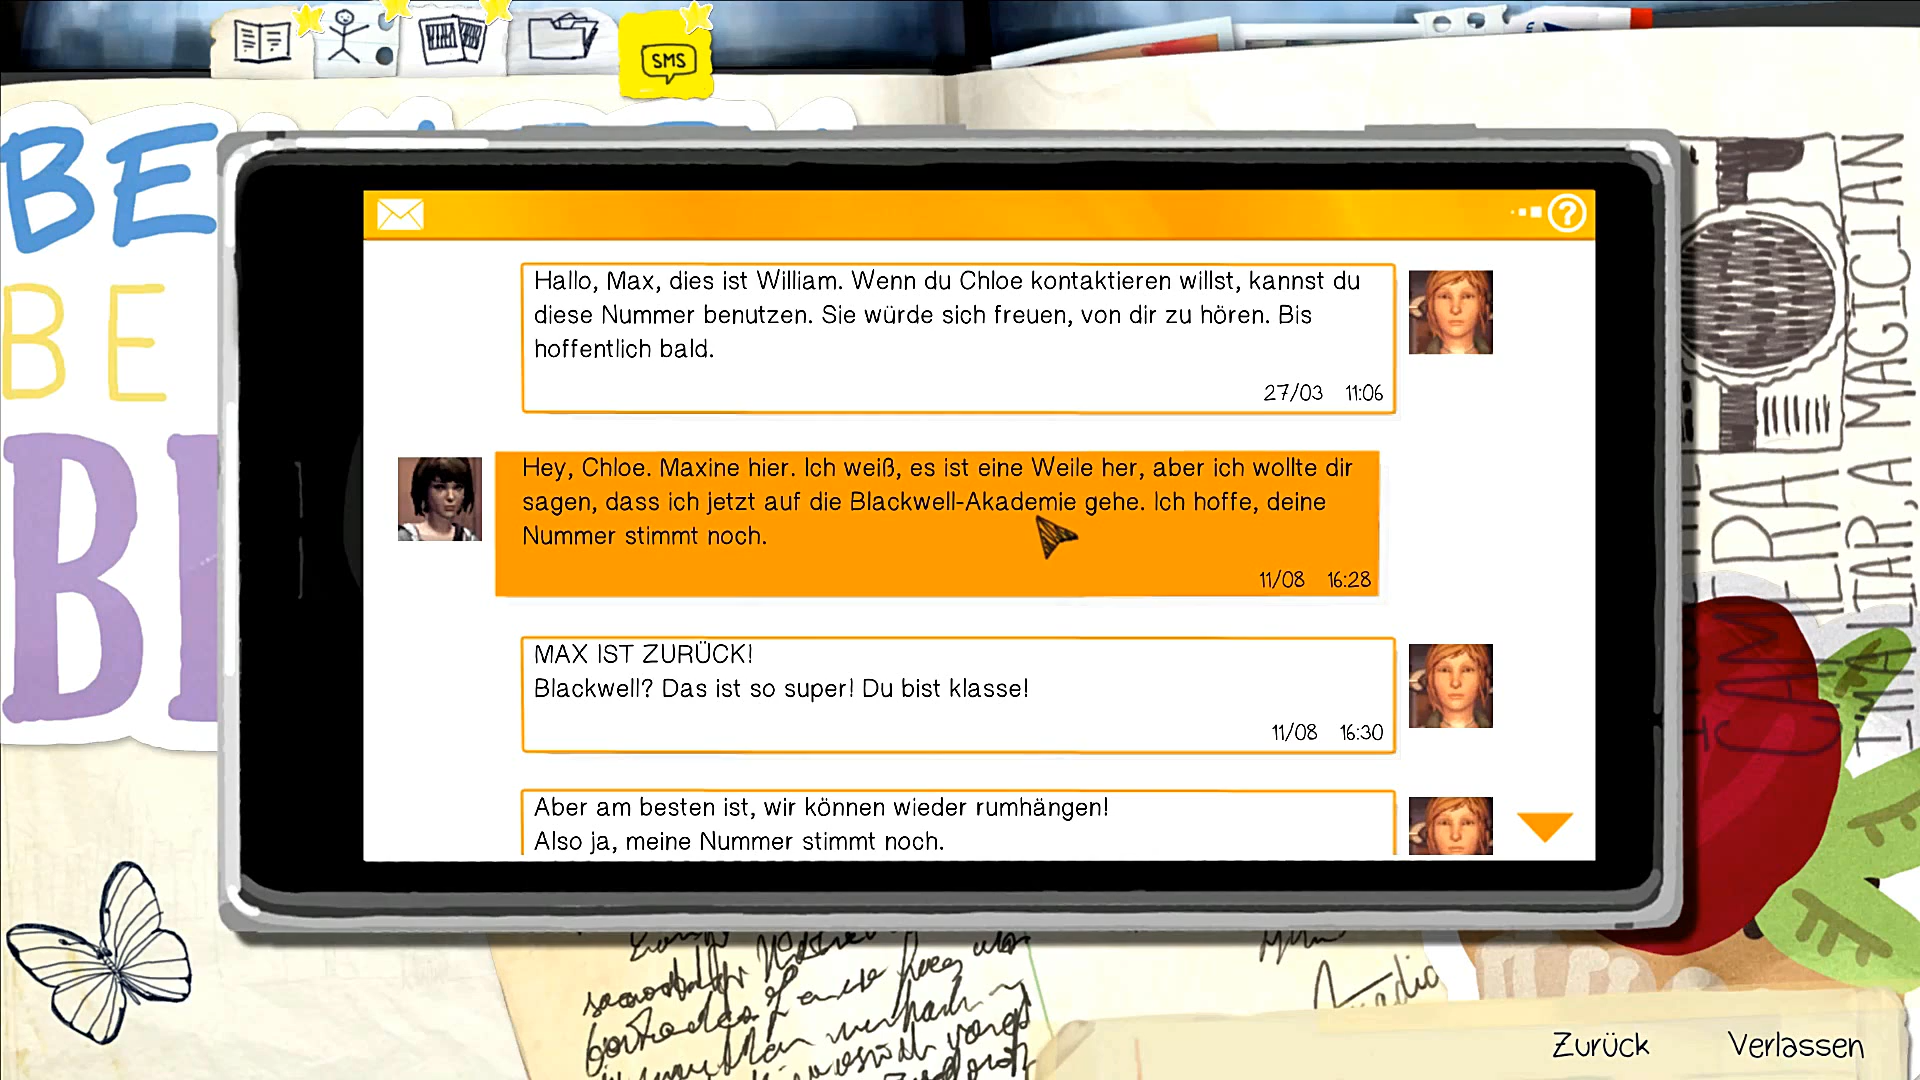 SMS
Hallo, Max, dies ist William. Wenn du Chloe kontaktieren willst, kannst du
diese Nummer benutzen. Sie würde sich freuen, von dir zu hören. Bis
hoffentlich bald.
27/03 11:06
Hey, Chloe. Maxine hier. Ich weiß, es ist eine Weile her, aber ich wollte dir
sagen, dass ich jetzt auf die Blackwell-Akademie gehe. Ich hoffe, deine
Nummer stimmt noch.
11/08 16:28
MAX IST ZURÜCK!
Blackwell? Das ist so super! Du bist klasse!
11/08 16:30
Aber am besten ist, wir können wieder rumhängen!
Also ja, meine Nummer stimmt noch.
BE
BE
CAMERA
A MAGICIAN
Zurück
Verlassen